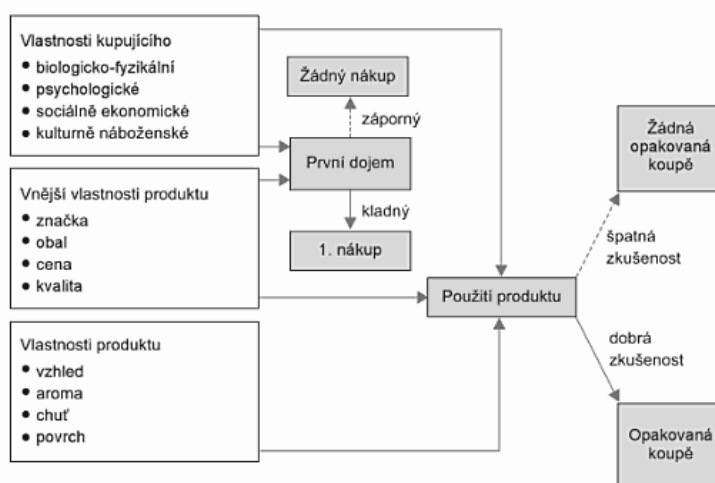 Vlastnosti kupujícího
• biologicko-fyzikální
• psychologické
• sociálně ekonomické
• kulturně náboženské
Vnější vlastnosti produktu
• značka
• obal
• cena
• kvalita
Vlastnosti produktu
• vzhled
• aroma
• chuť
• povrch
Žádný nákup
záporný
První dojem
kladný
1. nákup
Použití produktu
Žádná
opakovaná
koupě
špatná
zkušenost
dobrá
zkušenost
Opakovaná
koupě